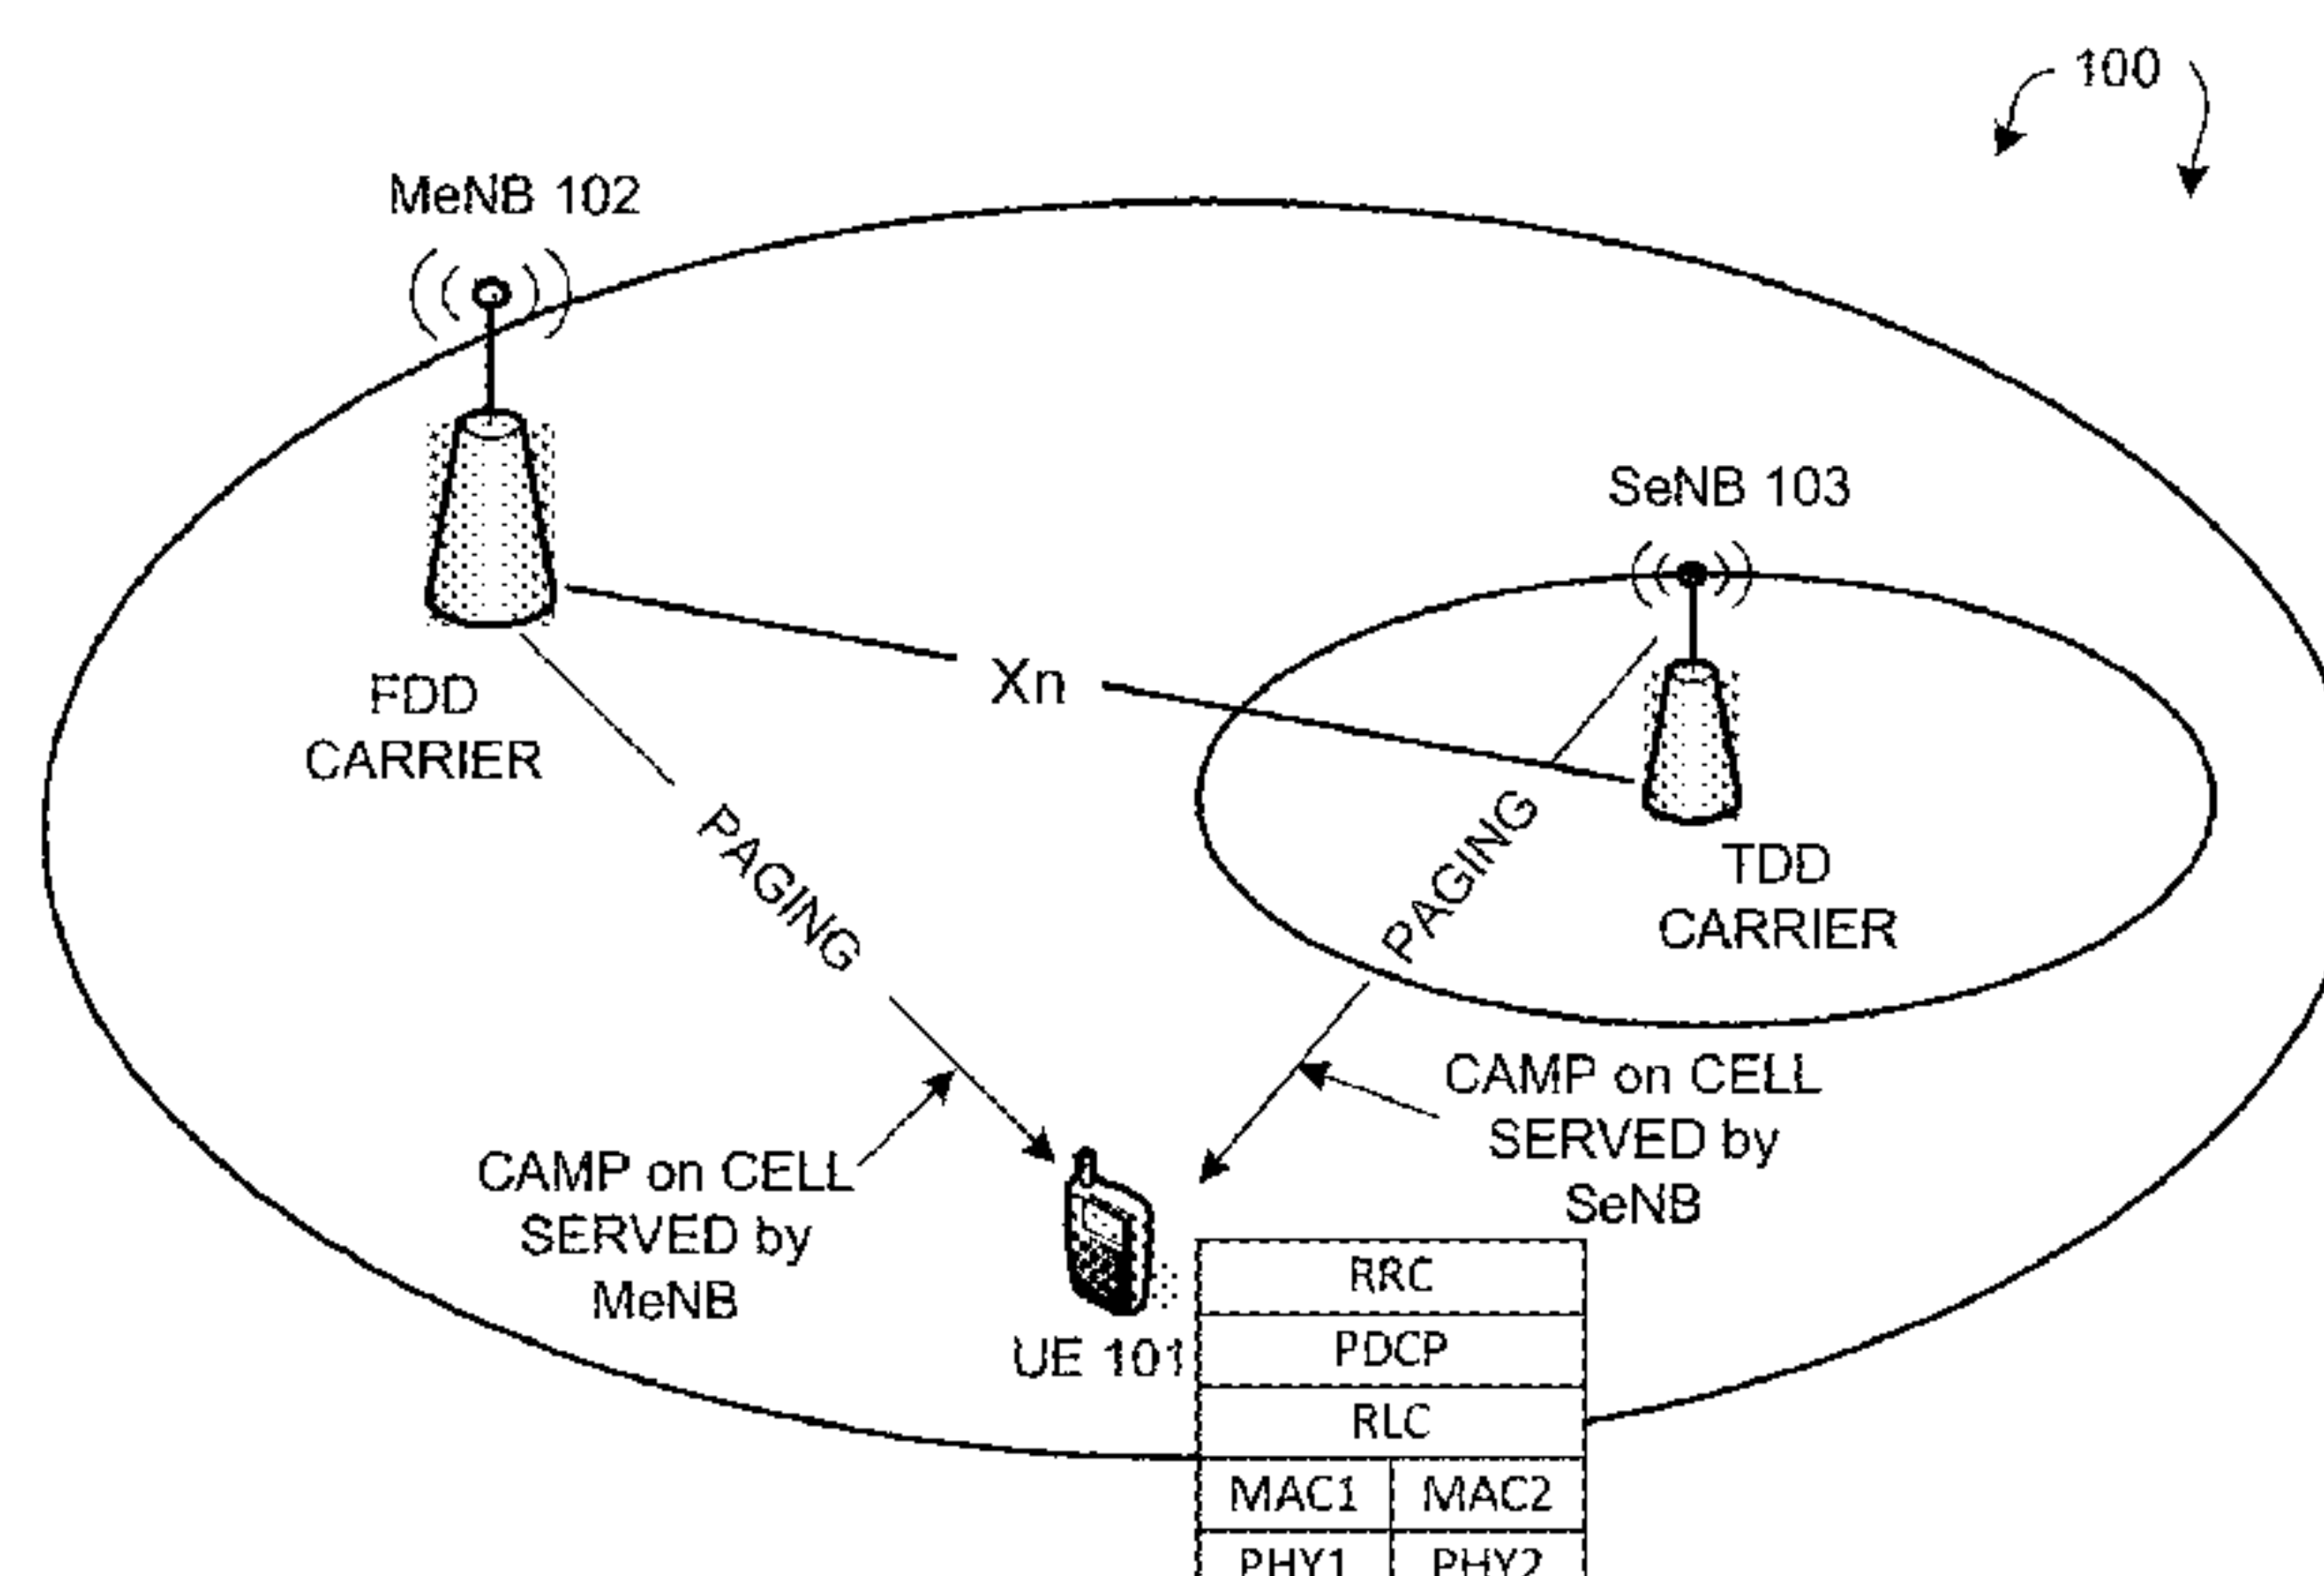 100
MeNB 102
SeNB 103
Xn
FDD
CARRIER
TDD
CARRIER
PAGING
PAGING
CAMP on CELL
SERVED by
MeNB
CAMP on CELL
SERVED by
SeNB
UE 101
RRC
PDCP
RLC
MAC1 MAC2
PHY1 PHY2